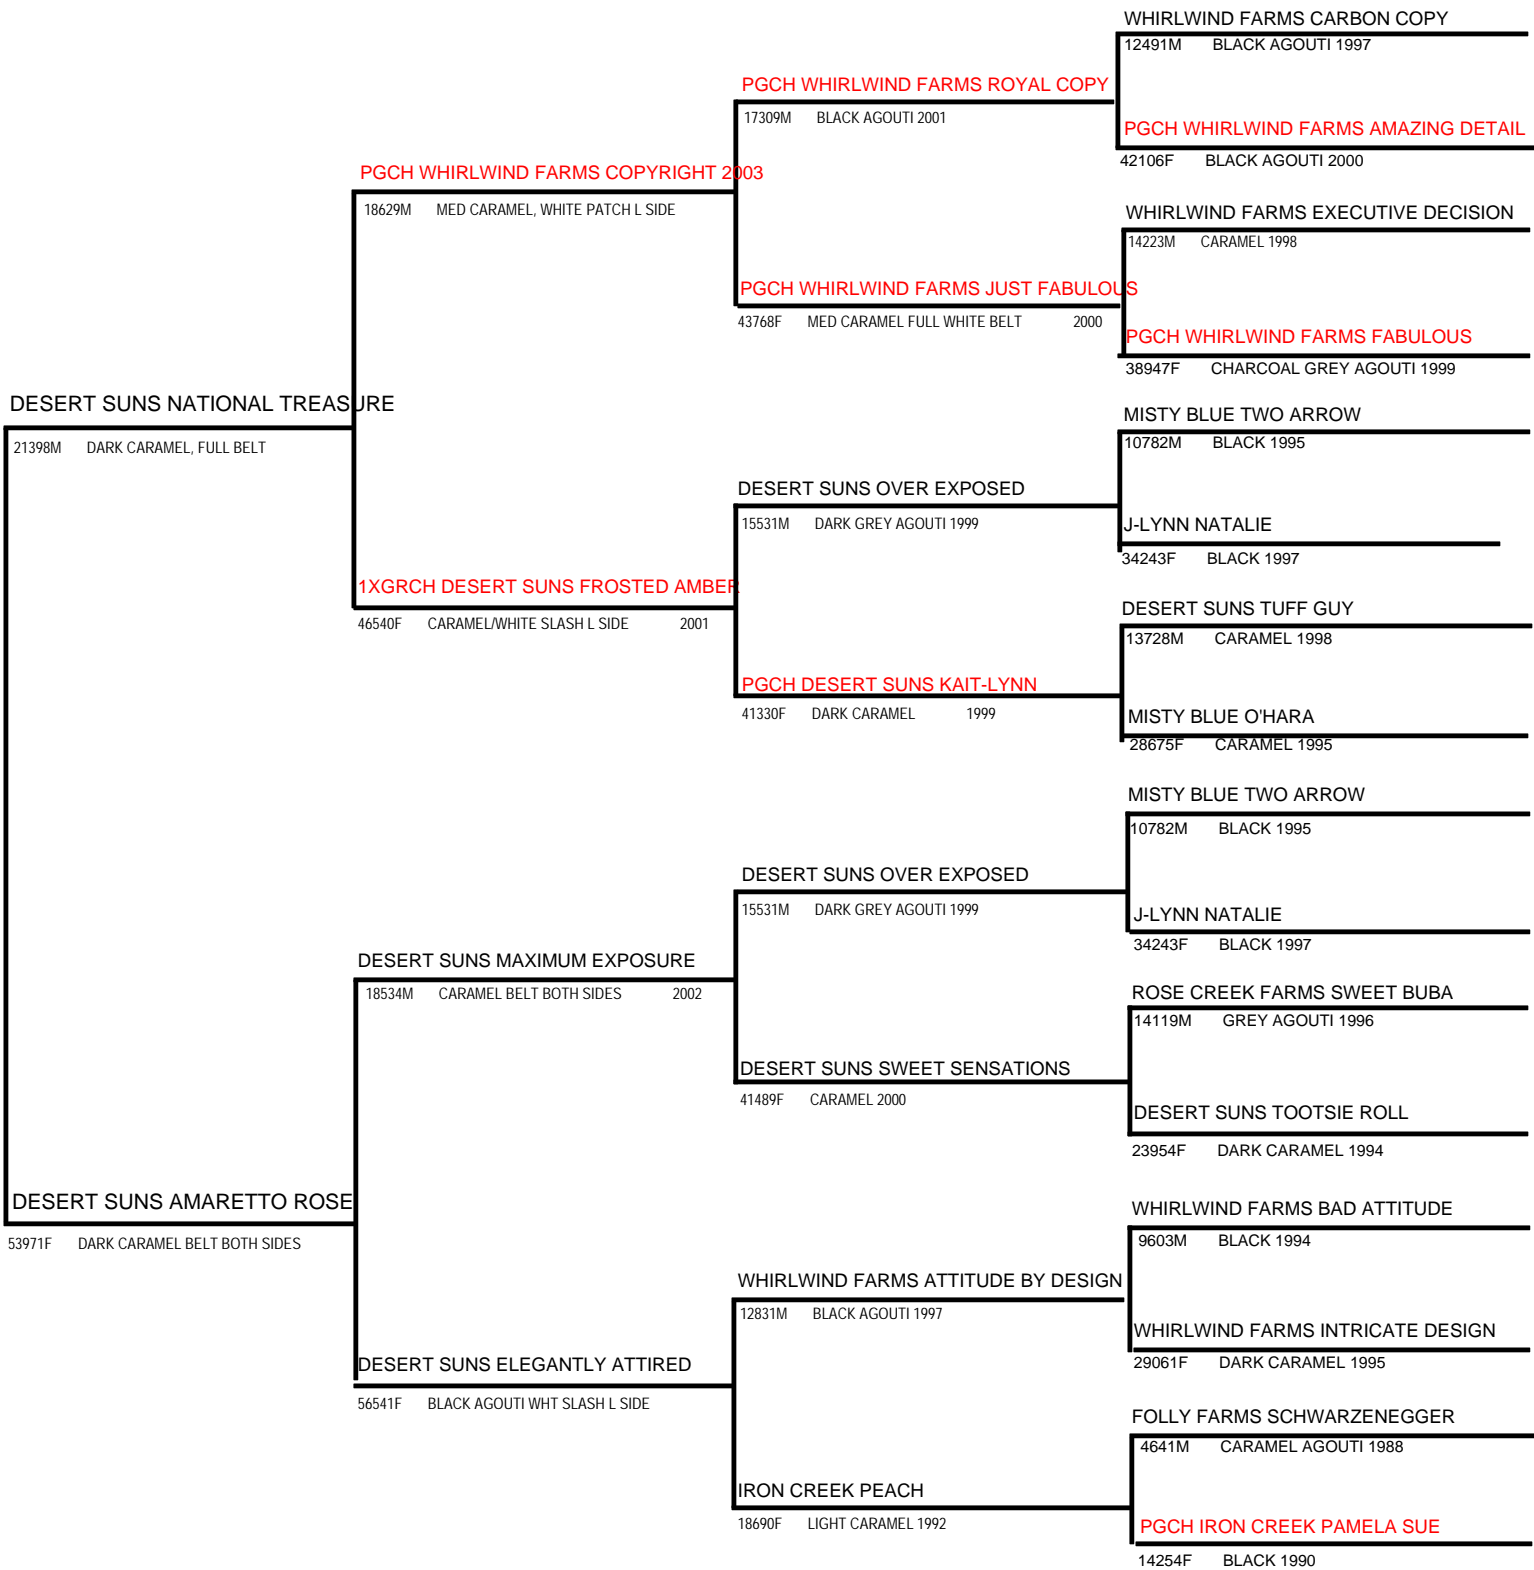 WHIRLWIND FARMS CARBON COPY
12491M BLACK AGOUTI 1997
PGCH WHIRLWIND FARMS ROYAL COPY
17309M BLACK AGOUTI 2001
PGCH WHIRLWIND FARMS AMAZING DETAIL
42106F BLACK AGOUTI 2000
PGCH WHIRLWIND FARMS COPYRIGHT 2003
18629M MED CARAMEL, WHITE PATCH L SIDE
WHIRLWIND FARMS EXECUTIVE DECISION
14223M CARAMEL 1998
PGCH WHIRLWIND FARMS JUST FABULOUS
43768F MED CARAMEL FULL WHITE BELT 2000
PGCH WHIRLWIND FARMS FABULOUS
38947F CHARCOAL GREY AGOUTI 1999
DESERT SUNS NATIONAL TREASURE
21398M DARK CARAMEL, FULL BELT
MISTY BLUE TWO ARROW
10782M BLACK 1995
DESERT SUNS OVER EXPOSED
15531M DARK GREY AGOUTI 1999
J-LYNN NATALIE
34243F BLACK 1997
1XGRCH DESERT SUNS FROSTED AMBER
46540F CARAMEL/WHITE SLASH L SIDE 2001
DESERT SUNS TUFF GUY
13728M CARAMEL 1998
PGCH DESERT SUNS KAIT-LYNN
41330F DARK CARAMEL 1999
MISTY BLUE O'HARA
28675F CARAMEL 1995
MISTY BLUE TWO ARROW
10782M BLACK 1995
DESERT SUNS OVER EXPOSED
15531M DARK GREY AGOUTI 1999
J-LYNN NATALIE
34243F BLACK 1997
DESERT SUNS MAXIMUM EXPOSURE
18534M CARAMEL BELT BOTH SIDES 2002
ROSE CREEK FARMS SWEET BUBA
14119M GREY AGOUTI 1996
DESERT SUNS SWEET SENSATIONS
41489F CARAMEL 2000
DESERT SUNS TOOTSIE ROLL
23954F DARK CARAMEL 1994
DESERT SUNS AMARETTO ROSE
53971F DARK CARAMEL BELT BOTH SIDES
WHIRLWIND FARMS BAD ATTITUDE
9603M BLACK 1994
WHIRLWIND FARMS ATTITUDE BY DESIGN
12831M BLACK AGOUTI 1997
WHIRLWIND FARMS INTRICATE DESIGN
29061F DARK CARAMEL 1995
DESERT SUNS ELEGANTLY ATTIRED
56541F BLACK AGOUTI WHT SLASH L SIDE
FOLLY FARMS SCHWARZENEGGER
4641M CARAMEL AGOUTI 1988
IRON CREEK PEACH
18690F LIGHT CARAMEL 1992
PGCH IRON CREEK PAMELA SUE
14254F BLACK 1990